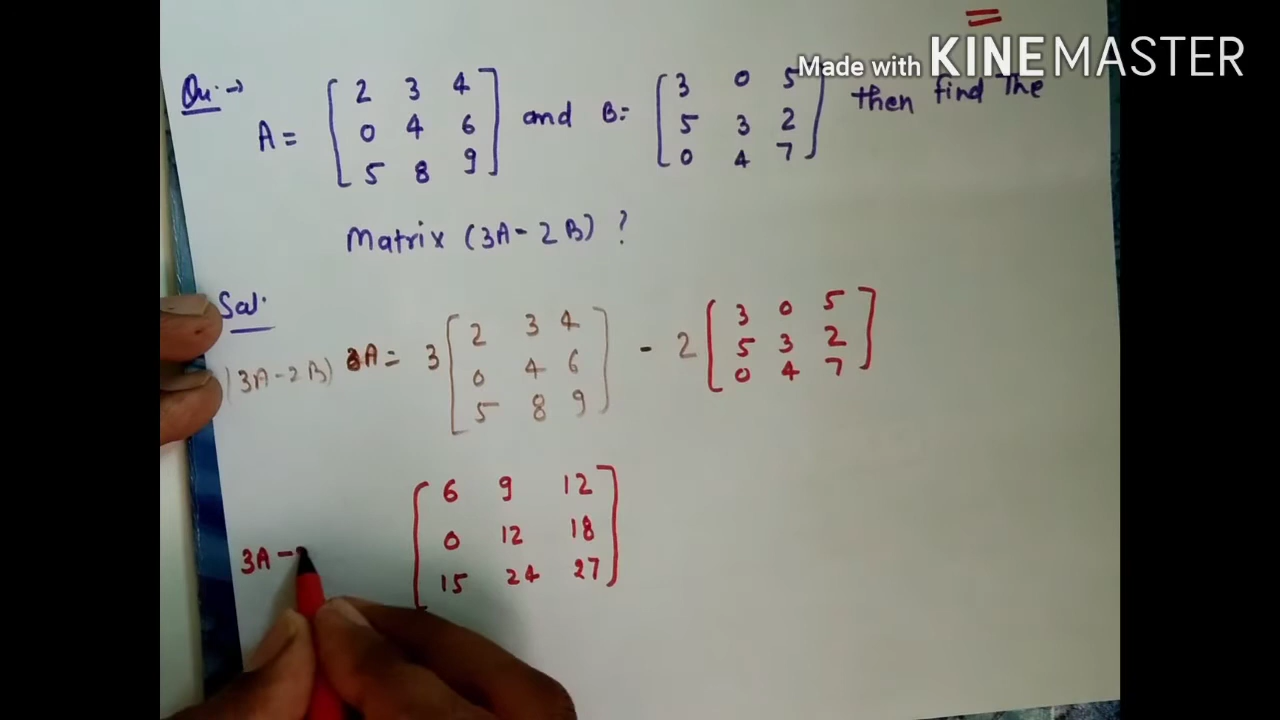 Made with KINEMASTER
Qu:→
A = [ 2 3 4 and B = [ 3 0 5 then find The
0 4 6 5 3 2
5 8 9 ] 0 4 7 ]
Matrix (3A - 2B) ?
Sol.
(3A-2B) 3A = 3 [ 2 3 4 - 2 [ 3 0 5
0 4 6 5 3 2
5 8 9 ] 0 4 7 ]
[ 6 9 12
0 12 18
3A -
15 24 27 ]